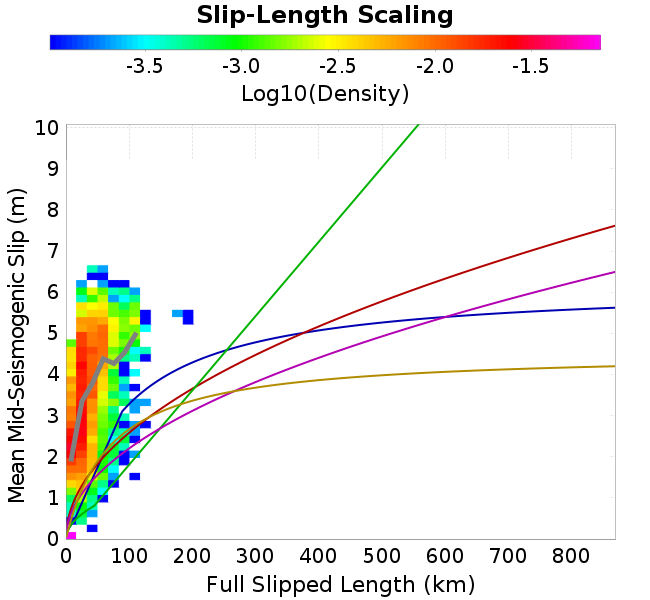 Slip-Length Scaling
-3.5 -3.0 -2.5 -2.0 -1.5
Log10(Density)
10
9
8
7
6
5
4
3
2
1
0
Mean Mid-Seismogenic Slip (m)
0 100 200 300 400 500 600 700 800
Full Slipped Length (km)